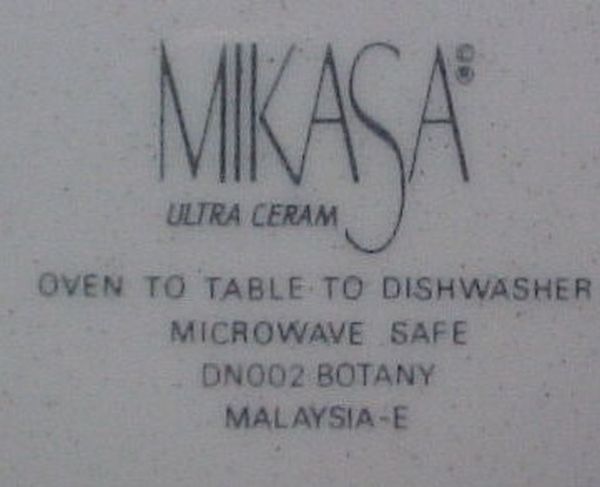 MIKASA®
ULTRA CERAM
OVEN TO TABLE TO DISHWASHER
MICROWAVE SAFE
DN002 BOTANY
MALAYSIA-E